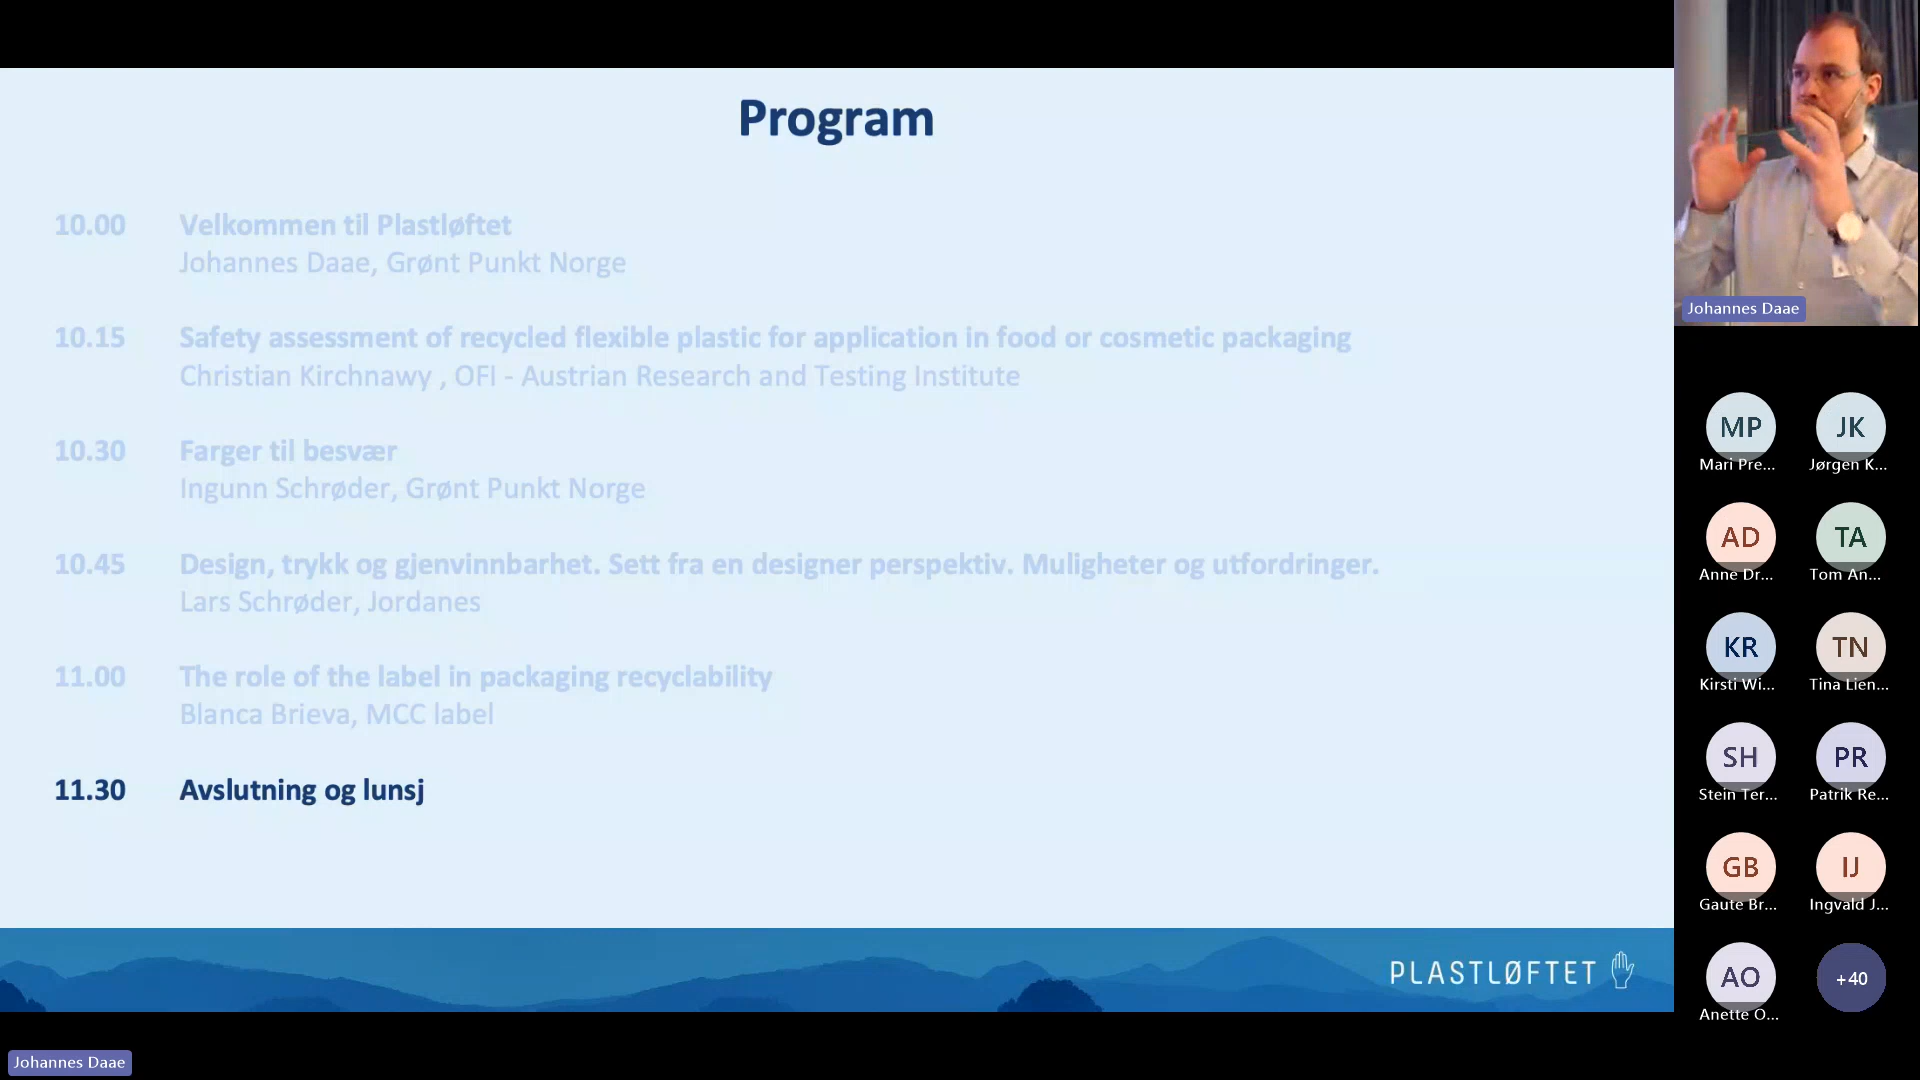 Program
10.00 Velkommen til Plastløftet
Johannes Daae, Grønt Punkt Norge
10.15 Safety assessment of recycled flexible plastic for application in food or cosmetic packaging
Christian Kirchnawy , OFI - Austrian Research and Testing Institute
10.30 Farger til besvær
Ingunn Schrøder, Grønt Punkt Norge
10.45 Design, trykk og gjenvinnbarhet. Sett fra en designer perspektiv. Muligheter og utfordringer.
Lars Schrøder, Jordanes
11.00 The role of the label in packaging recyclability
Blanca Brieva, MCC label
11.30 Avslutning og lunsj
PLASTLØFTET
Johannes Daae
Johannes Daae
MP JK
Mari Pre... Jørgen K...
AD TA
Anne Dr... Tom An...
KR TN
Kirsti Wi... Tina Lien...
SH PR
Stein Ter... Patrik Re...
GB IJ
Gaute Br... Ingvald J...
AO +40
Anette O...